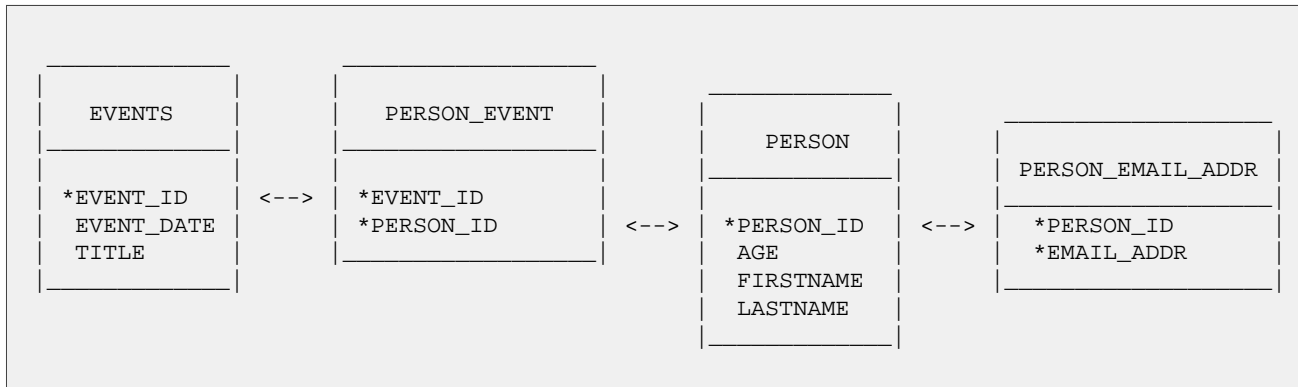 EVENTS
*EVENT_ID
EVENT_DATE
TITLE
<-->
PERSON_EVENT
*EVENT_ID
*PERSON_ID
<-->
PERSON
*PERSON_ID
AGE
FIRSTNAME
LASTNAME
<-->
PERSON_EMAIL_ADDR
*PERSON_ID
*EMAIL_ADDR